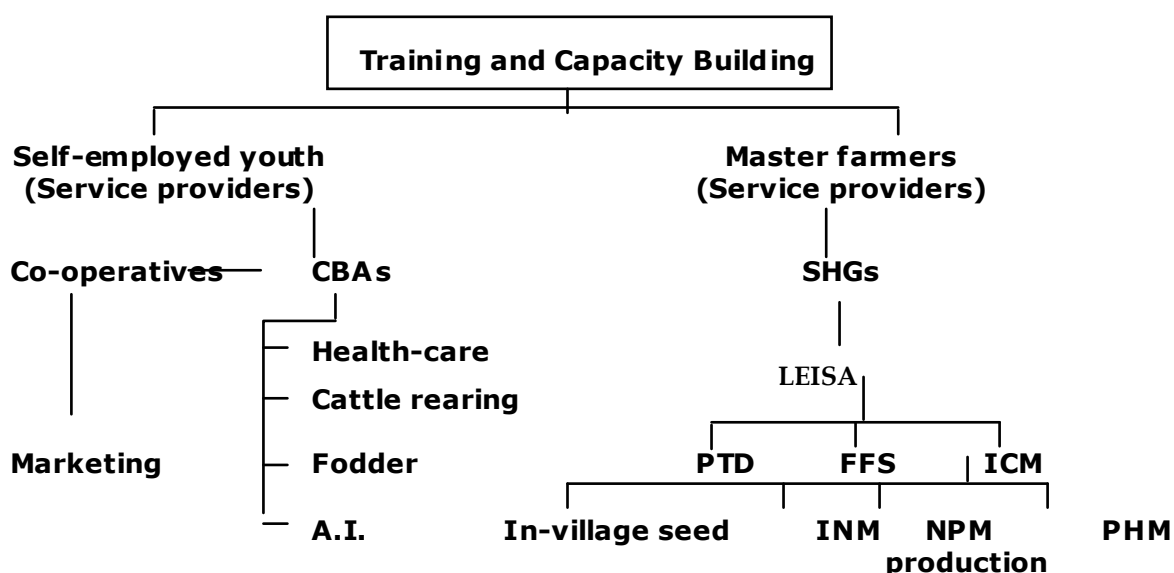 Training and Capacity Building
Self-employed youth
(Service providers)
Master farmers
(Service providers)
Co-operatives
CBAs
SHGs
Health-care
LEISA
Cattle rearing
Marketing
Fodder
PTD
FFS
ICM
A.I.
In-village seed
INM
NPM
PHM
production